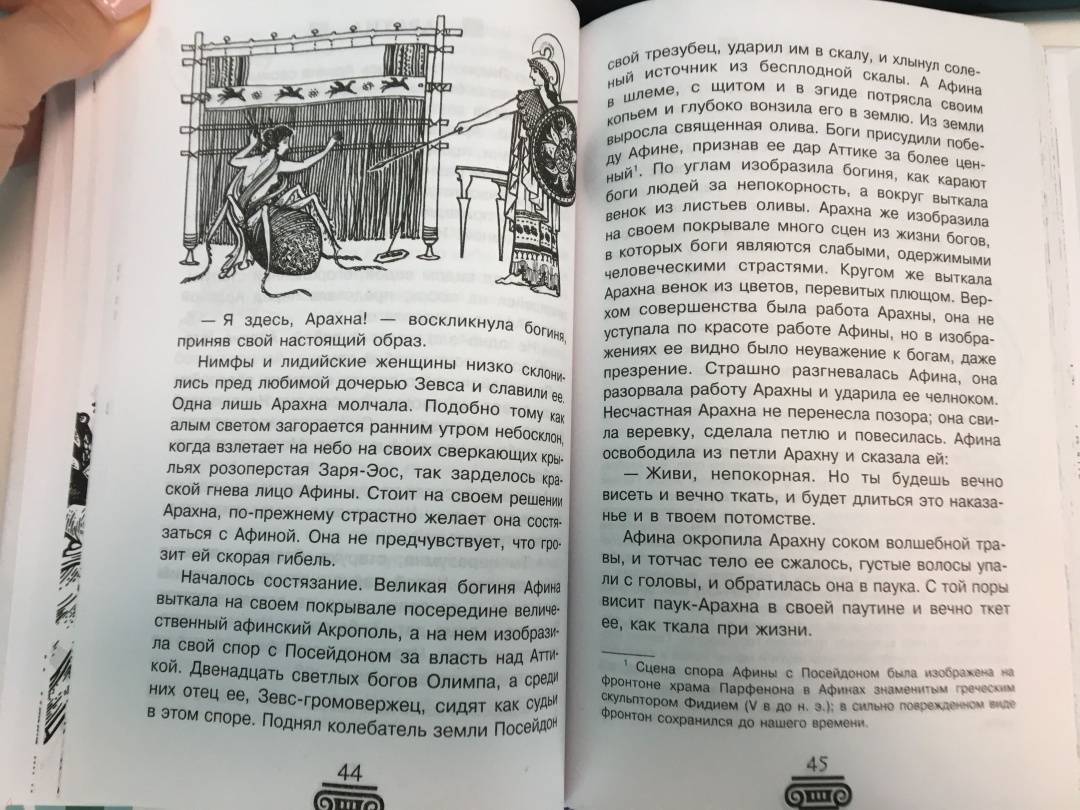 — Я здесь, Арахна! — воскликнула богиня,
приняв свой настоящий образ.
Нимфы и лидийские женщины низко склони-
лись пред любимой дочерью Зевса и славили ее.
Одна лишь Арахна молчала. Подобно тому как
алым светом загорается ранним утром небосклон,
когда взлетает на небо на своих сверкающих кры-
льях розоперстая Заря-Эос, так зарделось кра-
ской гнева лицо Афины. Стоит на своем решении
Арахна, по-прежнему страстно желает она состя-
заться с Афиной. Она не предчувствует, что гро-
зит ей скорая гибель.
Началось состязание. Великая богиня Афина
выткала на своем покрывале посередине величе-
ственный афинский Акрополь, а на нем изобрази-
ла свой спор с Посейдоном за власть над Атти-
кой. Двенадцать светлых богов Олимпа, а среди
них отец ее, Зевс-громовержец, сидят как судьи
в этом споре. Поднял колебатель земли Посейдон
44
свой трезубец, ударил им в скалу, и хлынул соле-
ный источник из бесплодной скалы. А Афина
в шлеме, с щитом и в эгиде потрясла своим
копьем и глубоко вонзила его в землю. Из земли
выросла священная олива. Боги присудили побе-
ду Афине, признав ее дар Аттике за более цен-
ный¹. По углам изобразила богиня, как карают
боги людей за непокорность, а вокруг выткала
венок из листьев оливы. Арахна же изобразила
на своем покрывале много сцен из жизни богов,
в которых боги являются слабыми, одержимыми
человеческими страстями. Кругом же выткала
Арахна венок из цветов, перевитых плющом. Вер-
хом совершенства была работа Арахны, она не
уступала по красоте работе Афины, но в изобра-
жениях ее видно было неуважение к богам, даже
презрение. Страшно разгневалась Афина, она
разорвала работу Арахны и ударила ее челноком.
Несчастная Арахна не перенесла позора; она сви-
ла веревку, сделала петлю и повесилась. Афина
освободила из петли Арахну и сказала ей:
— Живи, непокорная. Но ты будешь вечно
висеть и вечно ткать, и будет длиться это наказа-
нье и в твоем потомстве.
Афина окропила Арахну соком волшебной тра-
вы, и тотчас тело ее сжалось, густые волосы упа-
ли с головы, и обратилась она в паука. С той поры
висит паук-Арахна в своей паутине и вечно ткет
ее, как ткала при жизни.
¹ Сцена спора Афины с Посейдоном была изображена на
фронтоне храма Парфенона в Афинах знаменитым греческим
скульптором Фидием (V в до н. э.); в сильно поврежденном виде
фронтон сохранился до нашего времени.
45